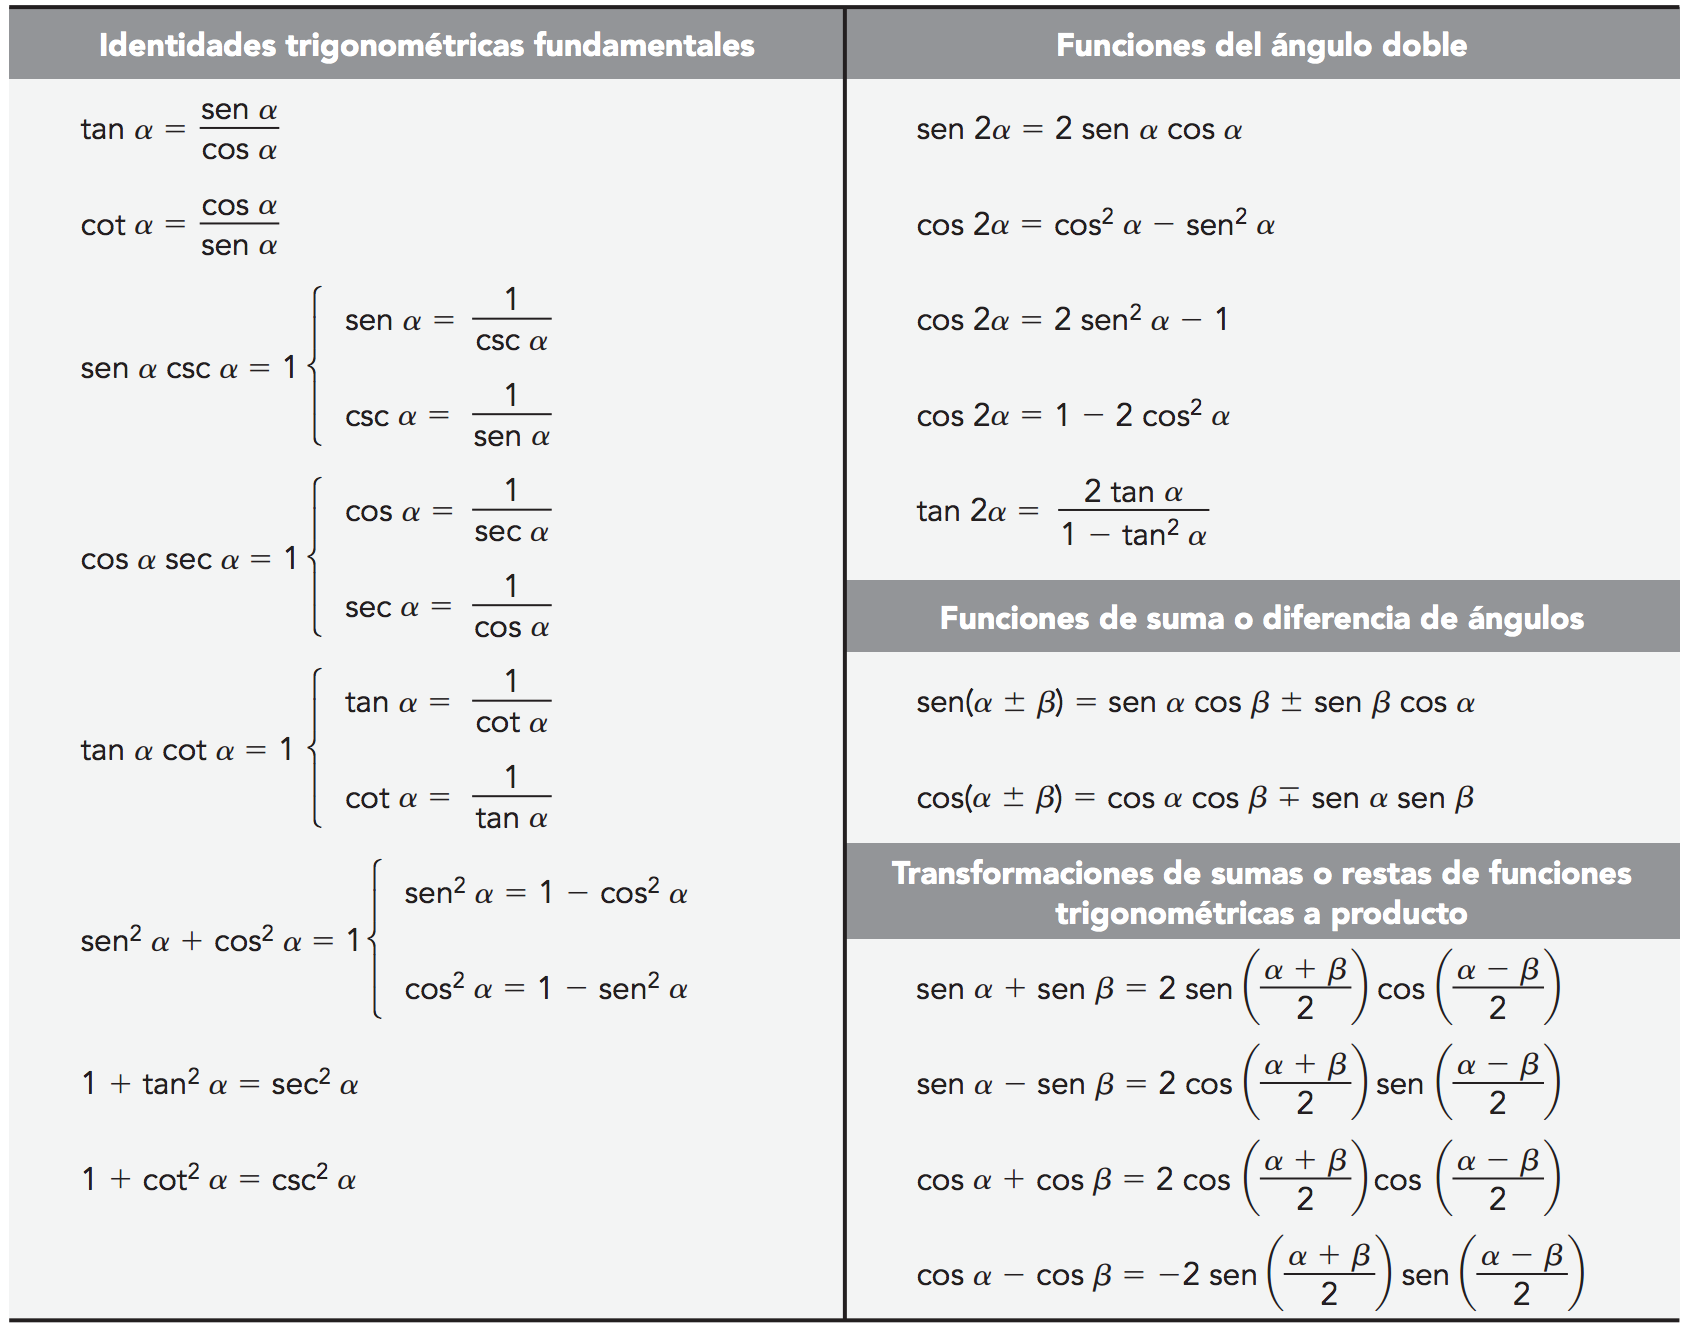 Identidades trigonométricas fundamentales
tan α = sen α / cos α
cot α = cos α / sen α
sen α csc α = 1 { sen α = 1 / csc α
csc α = 1 / sen α
cos α sec α = 1 { cos α = 1 / sec α
sec α = 1 / cos α
tan α cot α = 1 { tan α = 1 / cot α
cot α = 1 / tan α
sen² α + cos² α = 1 { sen² α = 1 − cos² α
cos² α = 1 − sen² α
1 + tan² α = sec² α
1 + cot² α = csc² α
Funciones del ángulo doble
sen 2α = 2 sen α cos α
cos 2α = cos² α − sen² α
cos 2α = 2 sen² α − 1
cos 2α = 1 − 2 cos² α
tan 2α = 2 tan α / 1 − tan² α
Funciones de suma o diferencia de ángulos
sen(α ± β) = sen α cos β ± sen β cos α
cos(α ± β) = cos α cos β ∓ sen α sen β
Transformaciones de sumas o restas de funciones
trigonométricas a producto
sen α + sen β = 2 sen (α + β / 2) cos (α − β / 2)
sen α − sen β = 2 cos (α + β / 2) sen (α − β / 2)
cos α + cos β = 2 cos (α + β / 2) cos (α − β / 2)
cos α − cos β = −2 sen (α + β / 2) sen (α − β / 2)